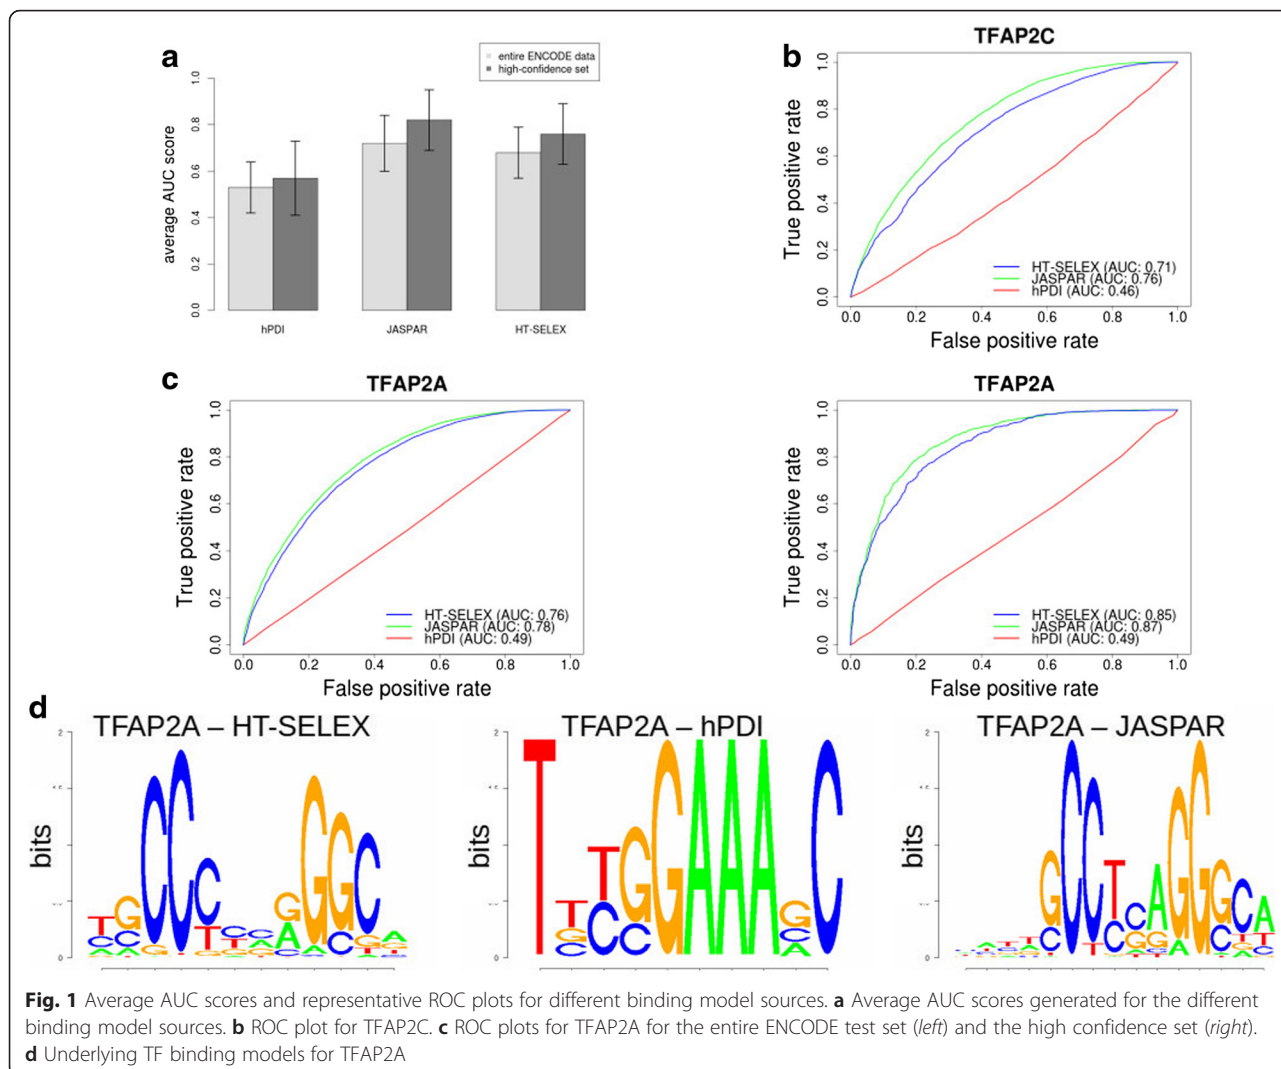 a
entire ENCODE data
high-confidence set
average AUC score
0.0 0.2 0.4 0.6 0.8 1.0
hPDI JASPAR HT-SELEX
b
TFAP2C
True positive rate
0.0 0.2 0.4 0.6 0.8 1.0
HT-SELEX (AUC: 0.71)
JASPAR (AUC: 0.76)
hPDI (AUC: 0.46)
0.0 0.2 0.4 0.6 0.8 1.0
False positive rate
c
TFAP2A
True positive rate
0.0 0.2 0.4 0.6 0.8 1.0
HT-SELEX (AUC: 0.76)
JASPAR (AUC: 0.78)
hPDI (AUC: 0.49)
0.0 0.2 0.4 0.6 0.8 1.0
False positive rate
TFAP2A
True positive rate
0.0 0.2 0.4 0.6 0.8 1.0
HT-SELEX (AUC: 0.85)
JASPAR (AUC: 0.87)
hPDI (AUC: 0.49)
0.0 0.2 0.4 0.6 0.8 1.0
False positive rate
d
TFAP2A – HT-SELEX
bits
2
0
TFAP2A – hPDI
bits
2
0
TFAP2A – JASPAR
bits
2
0
Fig. 1 Average AUC scores and representative ROC plots for different binding model sources. a Average AUC scores generated for the different
binding model sources. b ROC plot for TFAP2C. c ROC plots for TFAP2A for the entire ENCODE test set (left) and the high confidence set (right).
d Underlying TF binding models for TFAP2A